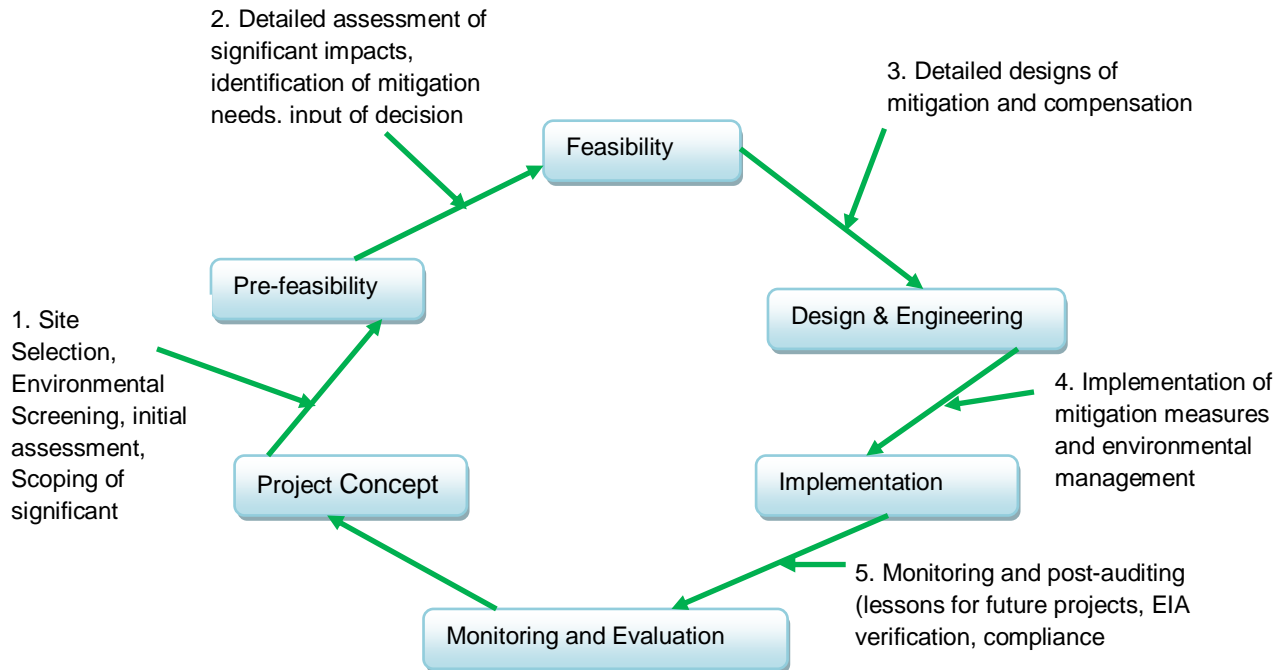 2. Detailed assessment of
significant impacts,
identification of mitigation
needs, input of decision
3. Detailed designs of
mitigation and compensation
Feasibility
Pre-feasibility
Design & Engineering
1. Site
Selection,
Environmental
Screening, initial
assessment,
Scoping of
significant
4. Implementation of
mitigation measures
and environmental
management
Project Concept
Implementation
5. Monitoring and post-auditing
(lessons for future projects, EIA
verification, compliance
Monitoring and Evaluation